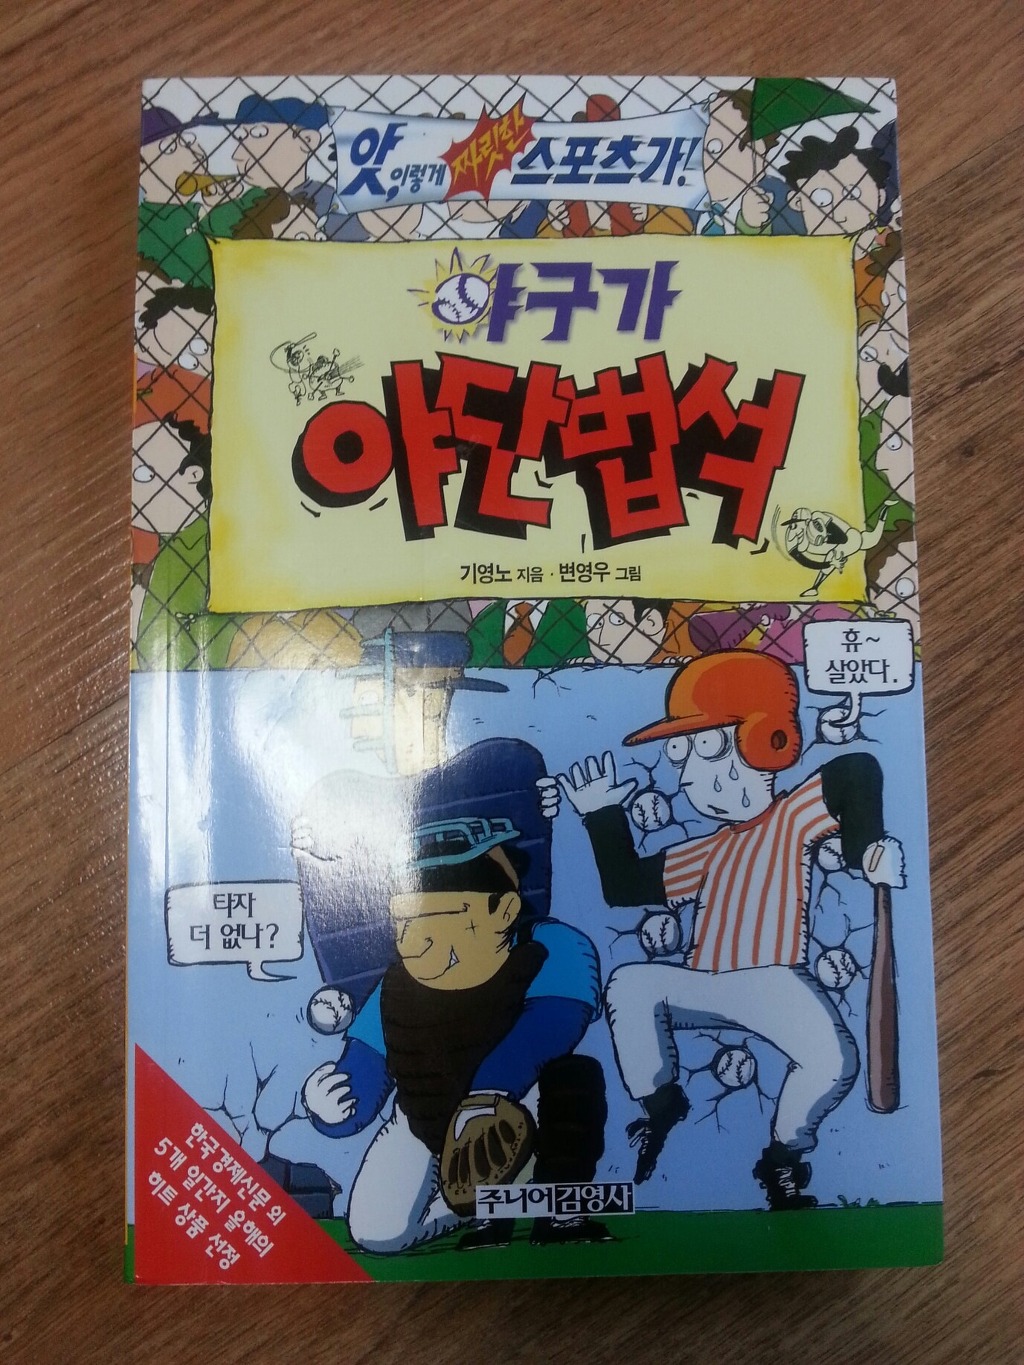 앗, 이렇게 짜릿한 스포츠가!
야구가
야단법석
기영노 지음 · 변영우 그림
휴~
살았다.
타자
더 없나?
한국경제신문 외
5개 일간지 올해의
히트 상품 선정
주니어김영사